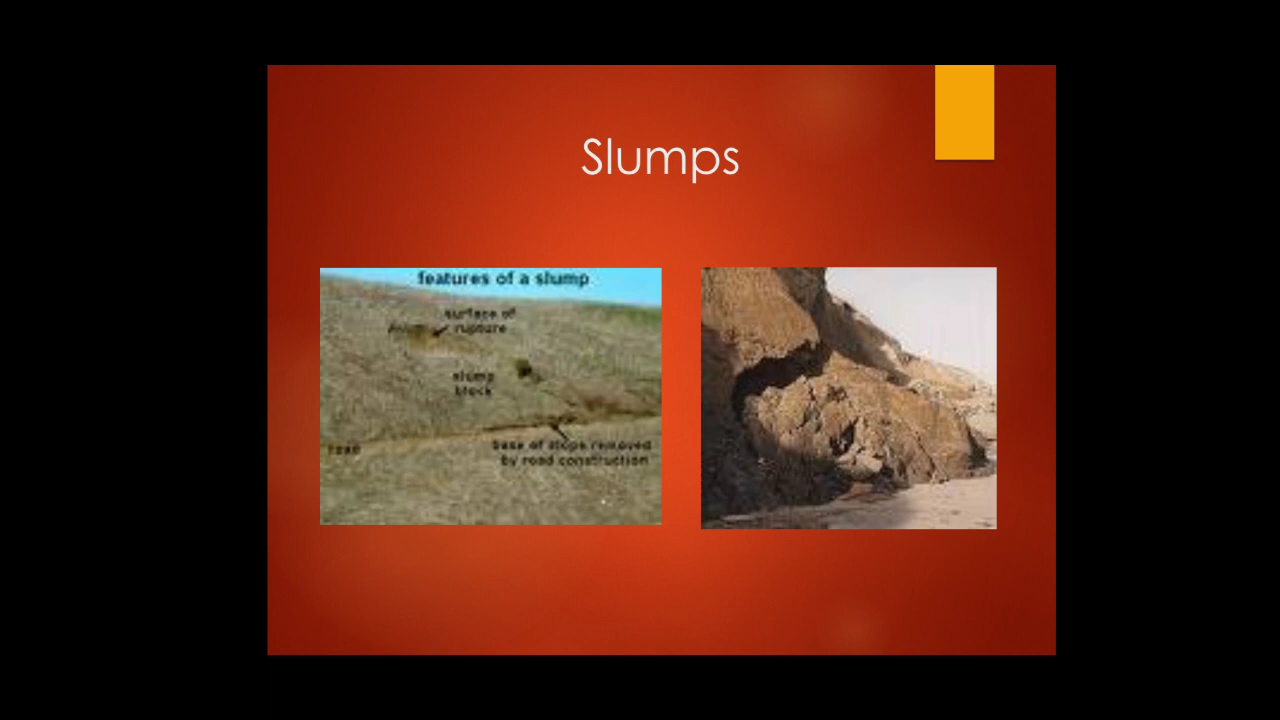 Slumps
features of a slump
surface of
rupture
slump
block
road
base of slope removed
by road construction